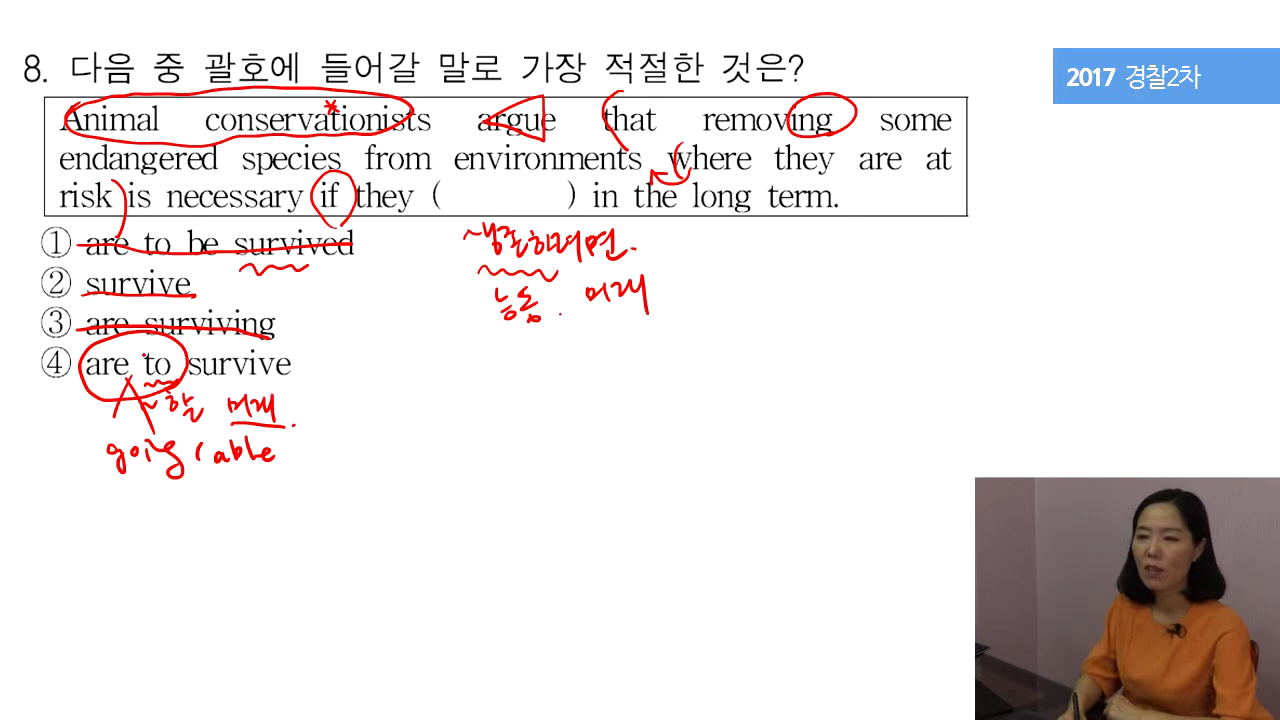 8. 다음 중 괄호에 들어갈 말로 가장 적절한 것은?
2017 경찰2차
Animal conservationists argue that removing some
endangered species from environments where they are at
risk is necessary if they ( ) in the long term.
① are to be survived
② survive
③ are surviving
④ are to survive
~생존하려면.
능동. 미래
~할 미래.
going able